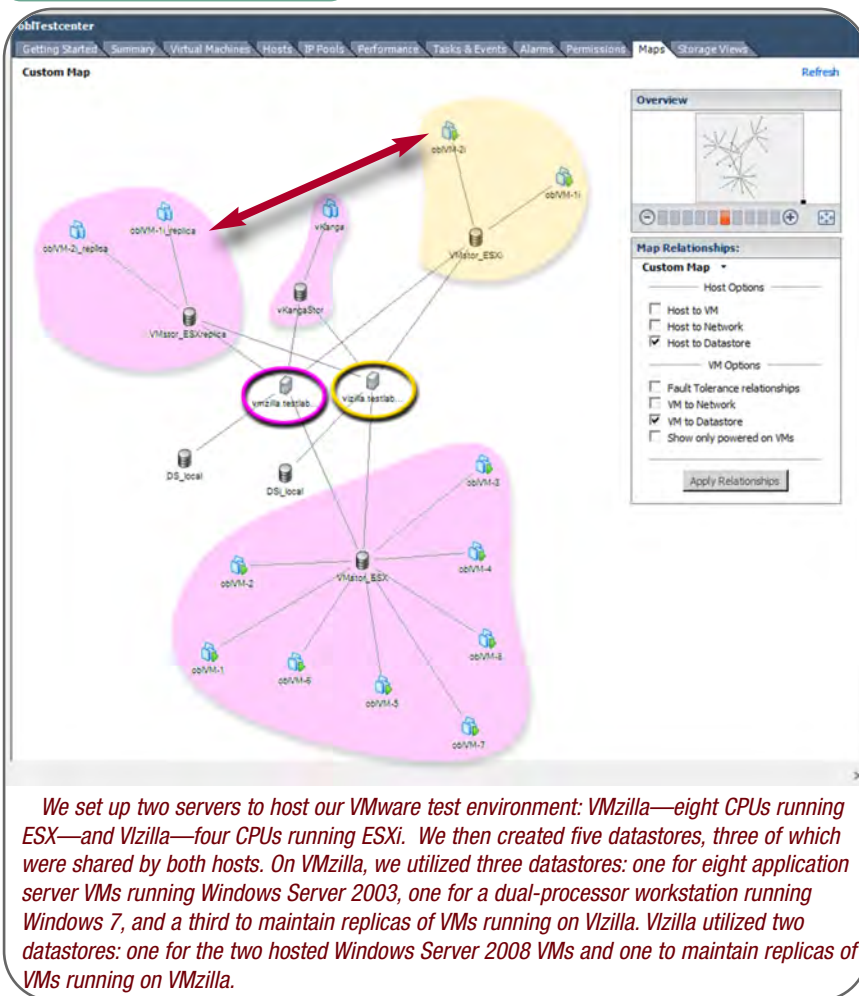 oblTestcenter
Getting Started Summary Virtual Machines Hosts IP Pools Performance Tasks & Events Alarms Permissions Maps Storage Views
Custom Map
Refresh
Overview
oblVM-2i
oblVM-1i
oblVM-1i_replica
vKanga
oblVM-2i_replica
VMstor_ESXi
vKangaStor
VMstor_ESXreplica
Map Relationships:
Custom Map
Host Options
Host to VM
Host to Network
Host to Datastore
VM Options
Fault Tolerance relationships
VM to Network
VM to Datastore
Show only powered on VMs
Apply Relationships
vmzilla.testlab...
vizilla.testlab...
DS_local
DSi_local
oblVM-3
oblVM-2
VMstor_ESX
oblVM-4
oblVM-1
oblVM-6
oblVM-8
oblVM-5
oblVM-7
We set up two servers to host our VMware test environment: VMzilla—eight CPUs running
ESX—and VIzilla—four CPUs running ESXi. We then created five datastores, three of which
were shared by both hosts. On VMzilla, we utilized three datastores: one for eight application
server VMs running Windows Server 2003, one for a dual-processor workstation running
Windows 7, and a third to maintain replicas of VMs running on VIzilla. VIzilla utilized two
datastores: one for the two hosted Windows Server 2008 VMs and one to maintain replicas of
VMs running on VMzilla.